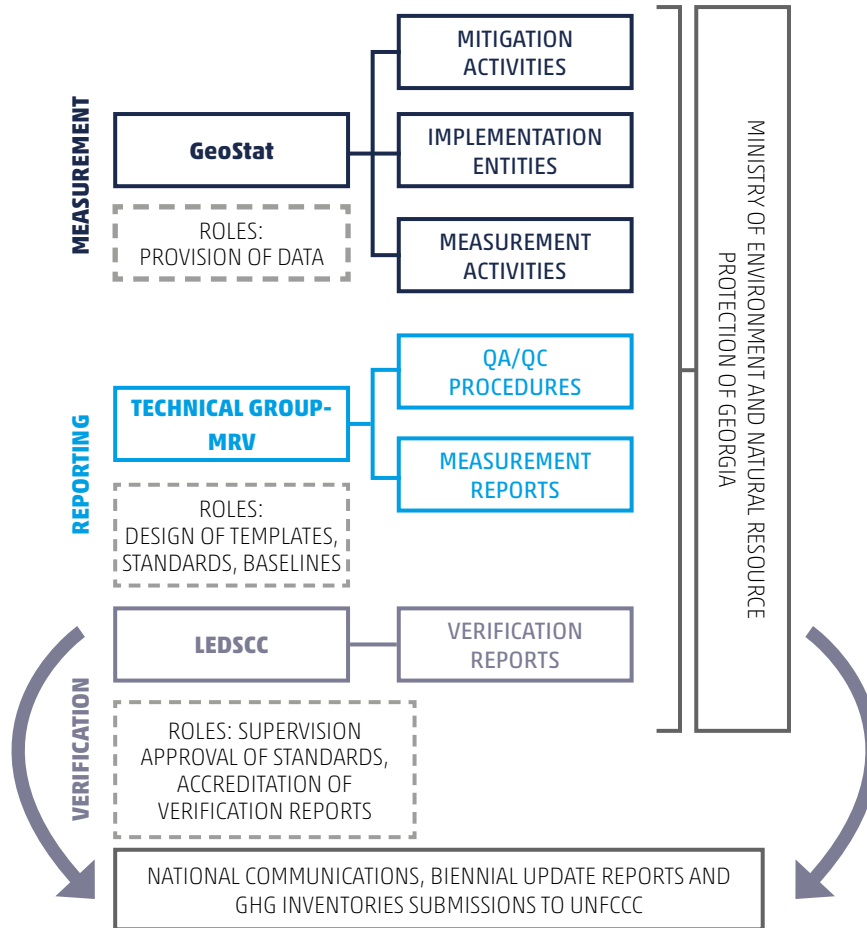 MEASUREMENT
GeoStat
ROLES:
PROVISION OF DATA
MITIGATION
ACTIVITIES
IMPLEMENTATION
ENTITIES
MEASUREMENT
ACTIVITIES
REPORTING
TECHNICAL GROUP-
MRV
ROLES:
DESIGN OF TEMPLATES,
STANDARDS, BASELINES
QA/QC
PROCEDURES
MEASUREMENT
REPORTS
VERIFICATION
LEDSCC
ROLES: SUPERVISION
APPROVAL OF STANDARDS,
ACCREDITATION OF
VERIFICATION REPORTS
VERIFICATION
REPORTS
MINISTRY OF ENVIRONMENT AND NATURAL RESOURCE
PROTECTION OF GEORGIA
NATIONAL COMMUNICATIONS, BIENNIAL UPDATE REPORTS AND
GHG INVENTORIES SUBMISSIONS TO UNFCCC